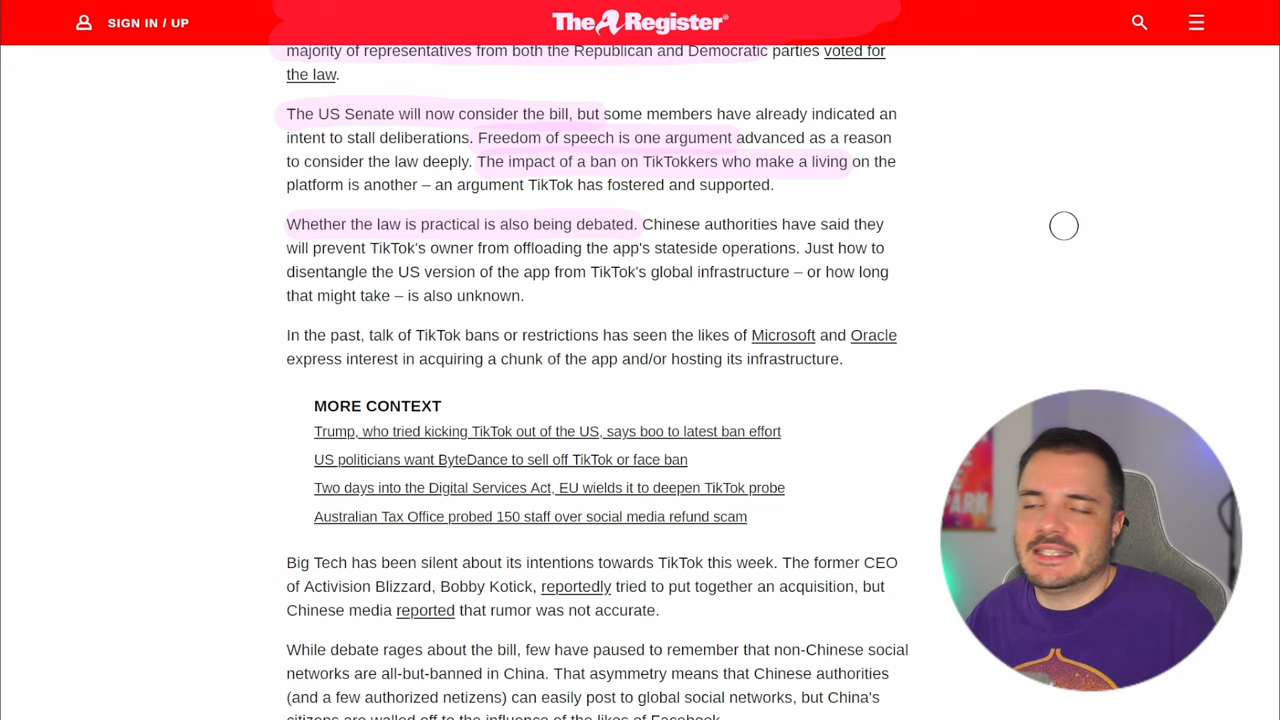 SIGN IN / UP
The Register®
majority of representatives from both the Republican and Democratic parties voted for
the law.
The US Senate will now consider the bill, but some members have already indicated an
intent to stall deliberations. Freedom of speech is one argument advanced as a reason
to consider the law deeply. The impact of a ban on TikTokkers who make a living on the
platform is another – an argument TikTok has fostered and supported.
Whether the law is practical is also being debated. Chinese authorities have said they
will prevent TikTok's owner from offloading the app's stateside operations. Just how to
disentangle the US version of the app from TikTok's global infrastructure – or how long
that might take – is also unknown.
In the past, talk of TikTok bans or restrictions has seen the likes of Microsoft and Oracle
express interest in acquiring a chunk of the app and/or hosting its infrastructure.
MORE CONTEXT
Trump, who tried kicking TikTok out of the US, says boo to latest ban effort
US politicians want ByteDance to sell off TikTok or face ban
Two days into the Digital Services Act, EU wields it to deepen TikTok probe
Australian Tax Office probed 150 staff over social media refund scam
Big Tech has been silent about its intentions towards TikTok this week. The former CEO
of Activision Blizzard, Bobby Kotick, reportedly tried to put together an acquisition, but
Chinese media reported that rumor was not accurate.
While debate rages about the bill, few have paused to remember that non-Chinese social
networks are all-but-banned in China. That asymmetry means that Chinese authorities
(and a few authorized netizens) can easily post to global social networks, but China's
citizens are walled off to the influence of the likes of Facebook.
PARK